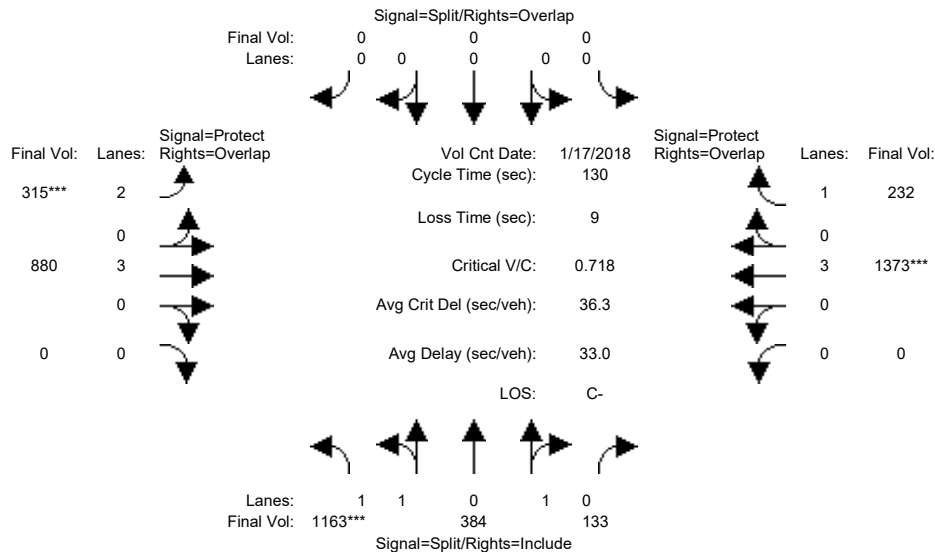 Signal=Split/Rights=Overlap
Final Vol: 0 0 0
Lanes: 0 0 0 0 0
Signal=Protect Signal=Protect
Final Vol: Lanes: Rights=Overlap Vol Cnt Date: 1/17/2018 Rights=Overlap Lanes: Final Vol:
Cycle Time (sec): 130
315*** 2 1 232
Loss Time (sec): 9
0 0
880 3 Critical V/C: 0.718 3 1373***
0 Avg Crit Del (sec/veh): 36.3 0
0 0 Avg Delay (sec/veh): 33.0 0 0
LOS: C-
Lanes: 1 1 0 1 0
Final Vol: 1163*** 384 133
Signal=Split/Rights=Include